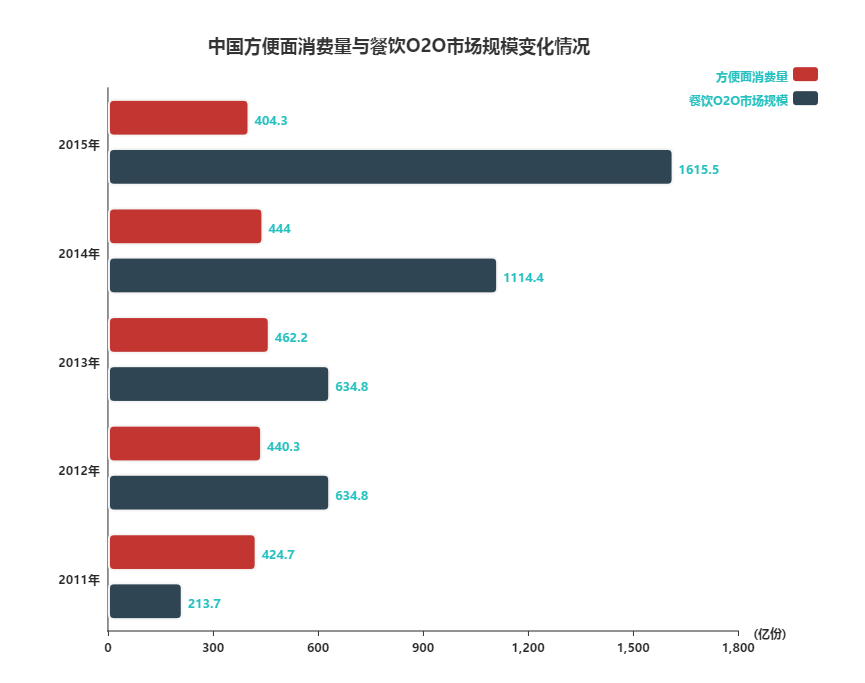 中国方便面消费量与餐饮O2O市场规模变化情况
方便面消费量
餐饮O2O市场规模
404.3
2015年
1615.5
444
2014年
1114.4
462.2
2013年
634.8
440.3
2012年
634.8
424.7
2011年
213.7
(亿份)
0 300 600 900 1,200 1,500 1,800